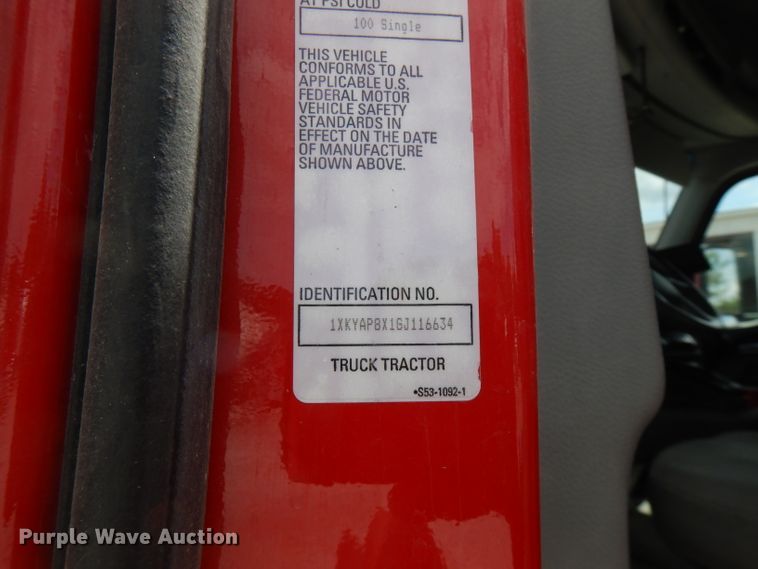 AT PSI COLD
100 Single
THIS VEHICLE
CONFORMS TO ALL
APPLICABLE U.S.
FEDERAL MOTOR
VEHICLE SAFETY
STANDARDS IN
EFFECT ON THE DATE
OF MANUFACTURE
SHOWN ABOVE.
IDENTIFICATION NO.
1XKYAP8X1GJ116634
TRUCK TRACTOR
•S53-1092-1
Purple Wave Auction